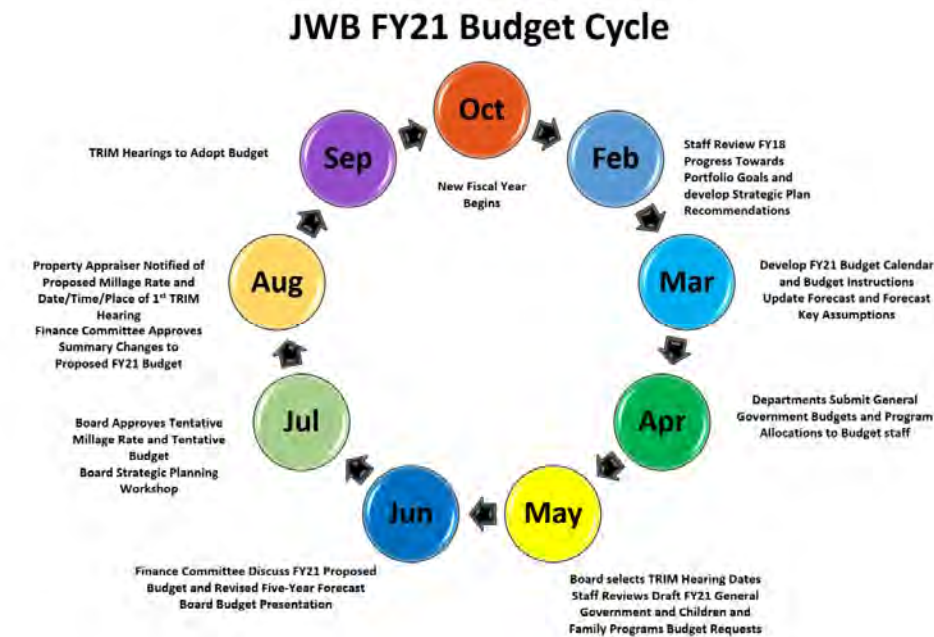 JWB FY21 Budget Cycle
Oct
New Fiscal Year
Begins
Feb
Staff Review FY18
Progress Towards
Portfolio Goals and
develop Strategic Plan
Recommendations
Mar
Develop FY21 Budget Calendar
and Budget Instructions
Update Forecast and Forecast
Key Assumptions
Apr
Departments Submit General
Government Budgets and Program
Allocations to Budget staff
May
Board selects TRIM Hearing Dates
Staff Reviews Draft FY21 General
Government and Children and
Family Programs Budget Requests
Jun
Finance Committee Discuss FY21 Proposed
Budget and Revised Five-Year Forecast
Board Budget Presentation
Jul
Board Approves Tentative
Millage Rate and Tentative
Budget
Board Strategic Planning
Workshop
Aug
Property Appraiser Notified of
Proposed Millage Rate and
Date/Time/Place of 1st TRIM
Hearing
Finance Committee Approves
Summary Changes to
Proposed FY21 Budget
Sep
TRIM Hearings to Adopt Budget